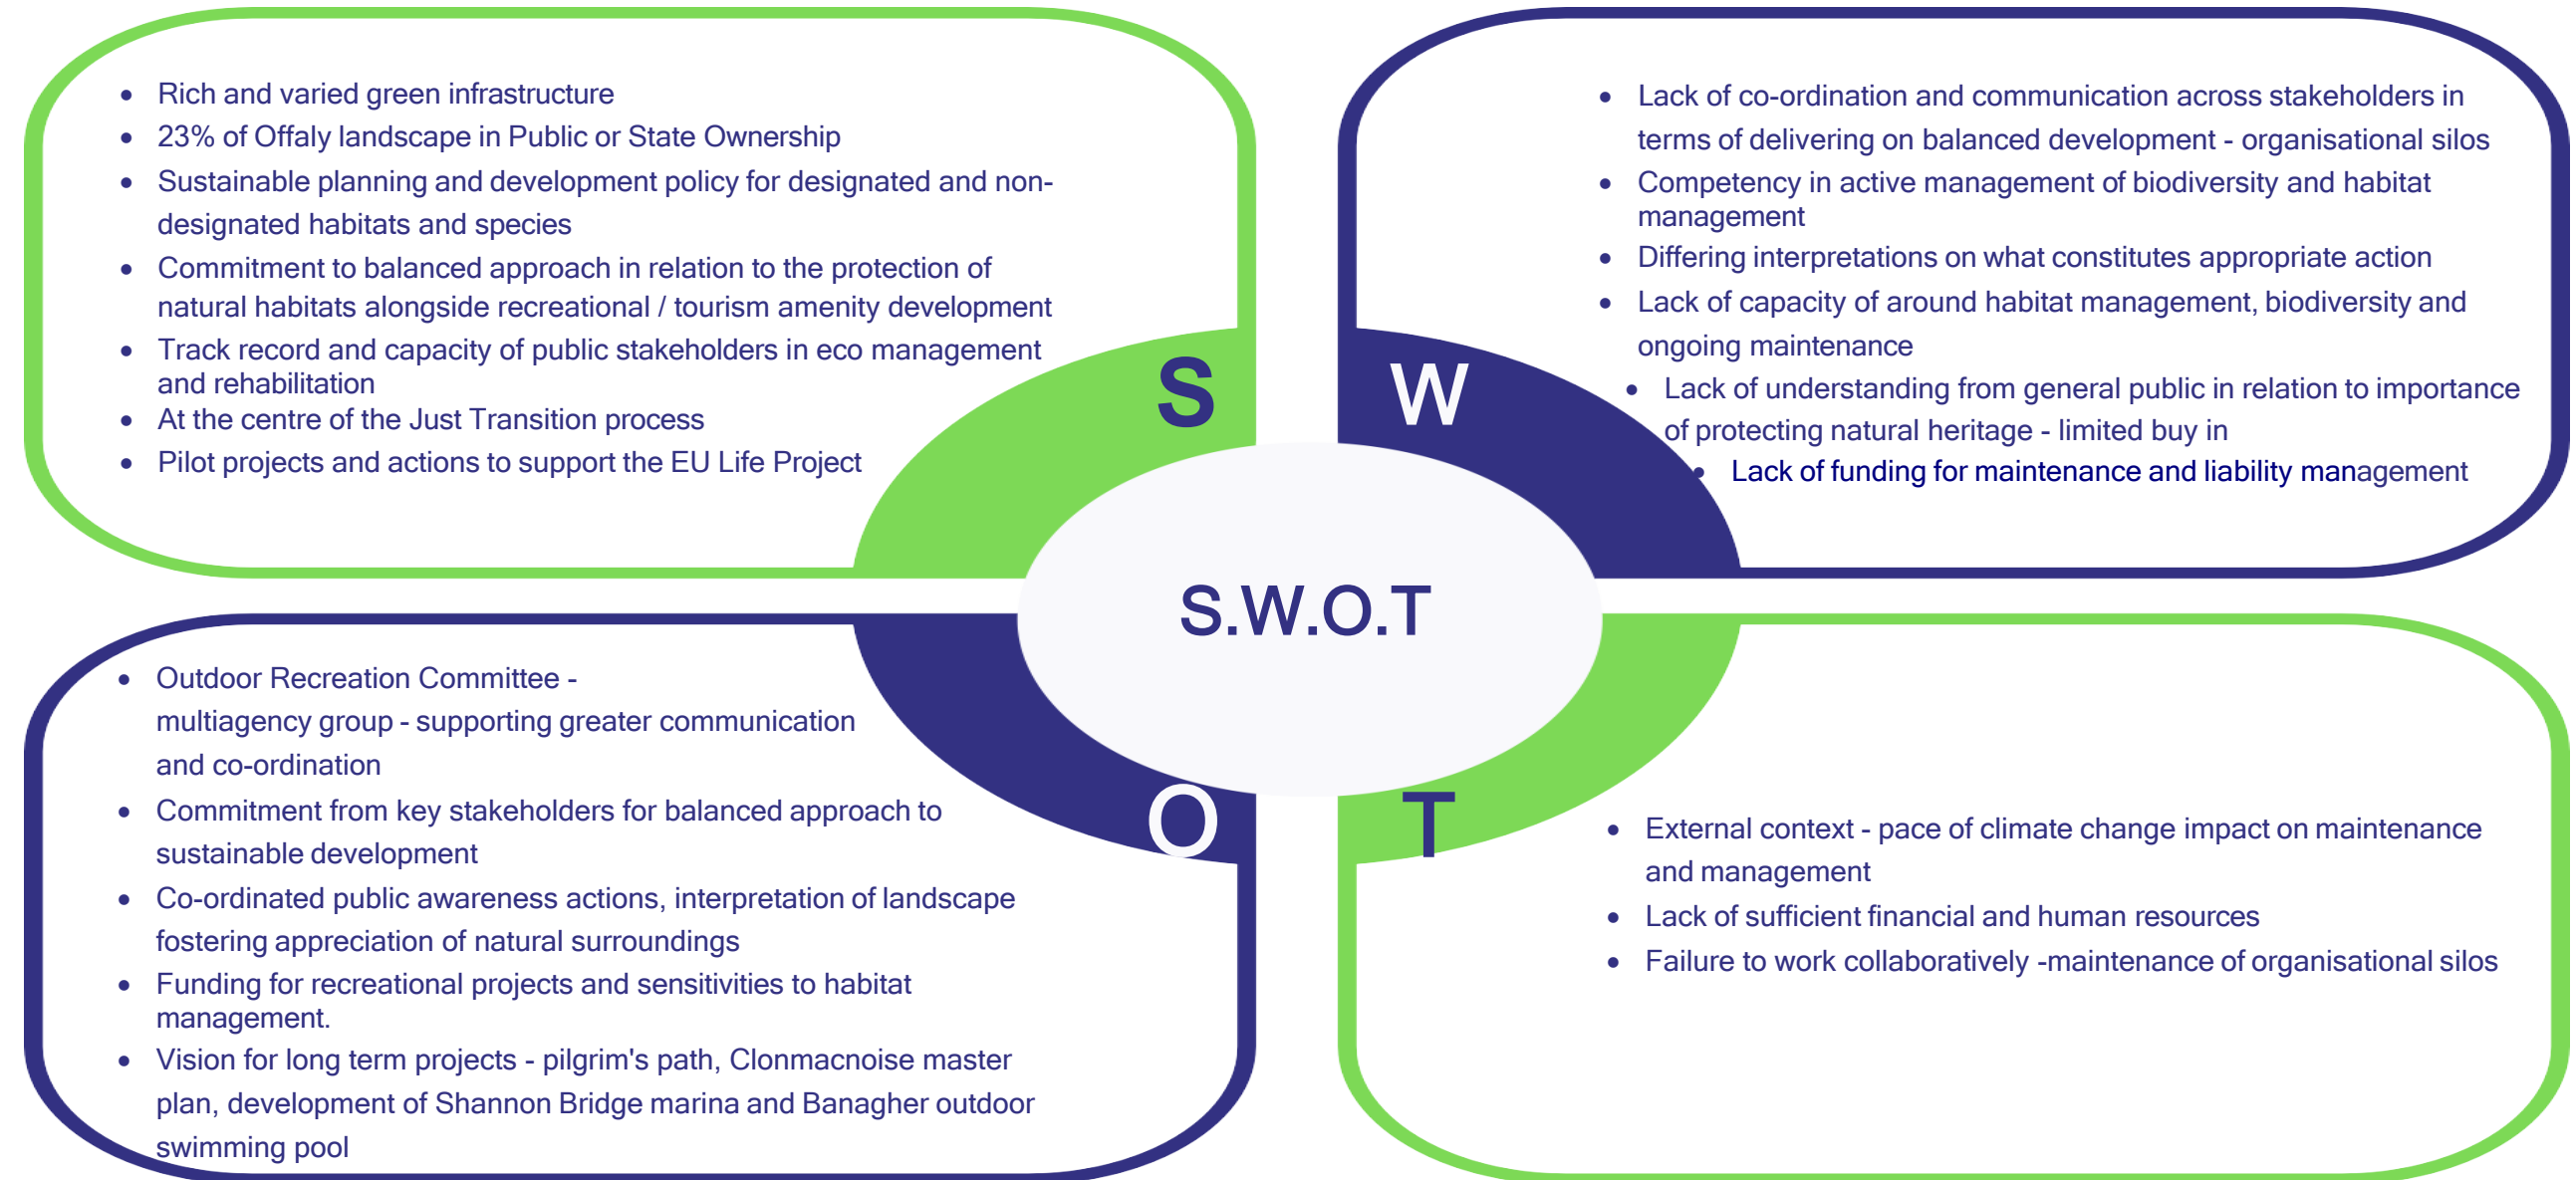 • Rich and varied green infrastructure
• 23% of Offaly landscape in Public or State Ownership
• Sustainable planning and development policy for designated and non-
designated habitats and species
• Commitment to balanced approach in relation to the protection of
natural habitats alongside recreational / tourism amenity development
• Track record and capacity of public stakeholders in eco management
and rehabilitation
• At the centre of the Just Transition process
• Pilot projects and actions to support the EU Life Project
S
• Lack of co-ordination and communication across stakeholders in
terms of delivering on balanced development - organisational silos
• Competency in active management of biodiversity and habitat
management
• Differing interpretations on what constitutes appropriate action
• Lack of capacity of around habitat management, biodiversity and
ongoing maintenance
• Lack of understanding from general public in relation to importance
of protecting natural heritage - limited buy in
• Lack of funding for maintenance and liability management
W
S.W.O.T
• Outdoor Recreation Committee -
multiagency group - supporting greater communication
and co-ordination
• Commitment from key stakeholders for balanced approach to
sustainable development
• Co-ordinated public awareness actions, interpretation of landscape
fostering appreciation of natural surroundings
• Funding for recreational projects and sensitivities to habitat
management.
• Vision for long term projects - pilgrim's path, Clonmacnoise master
plan, development of Shannon Bridge marina and Banagher outdoor
swimming pool
O
T
• External context - pace of climate change impact on maintenance
and management
• Lack of sufficient financial and human resources
• Failure to work collaboratively -maintenance of organisational silos